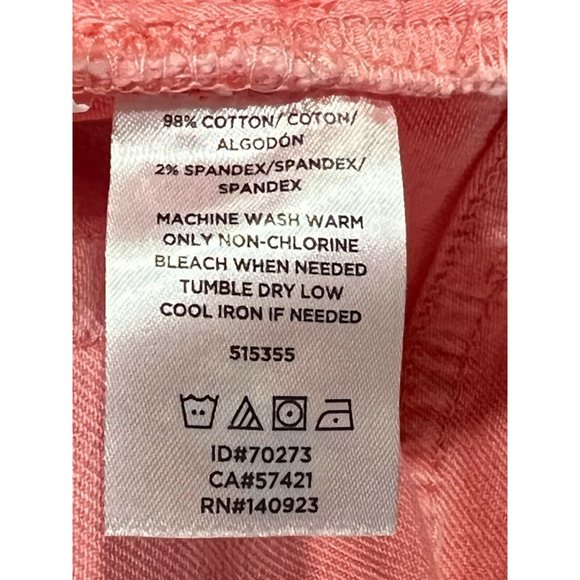 98% COTTON/COTON/
ALGODÓN
2% SPANDEX/SPANDEX/
SPANDEX
MACHINE WASH WARM
ONLY NON-CHLORINE
BLEACH WHEN NEEDED
TUMBLE DRY LOW
COOL IRON IF NEEDED
515355
ID#70273
CA#57421
RN#140923